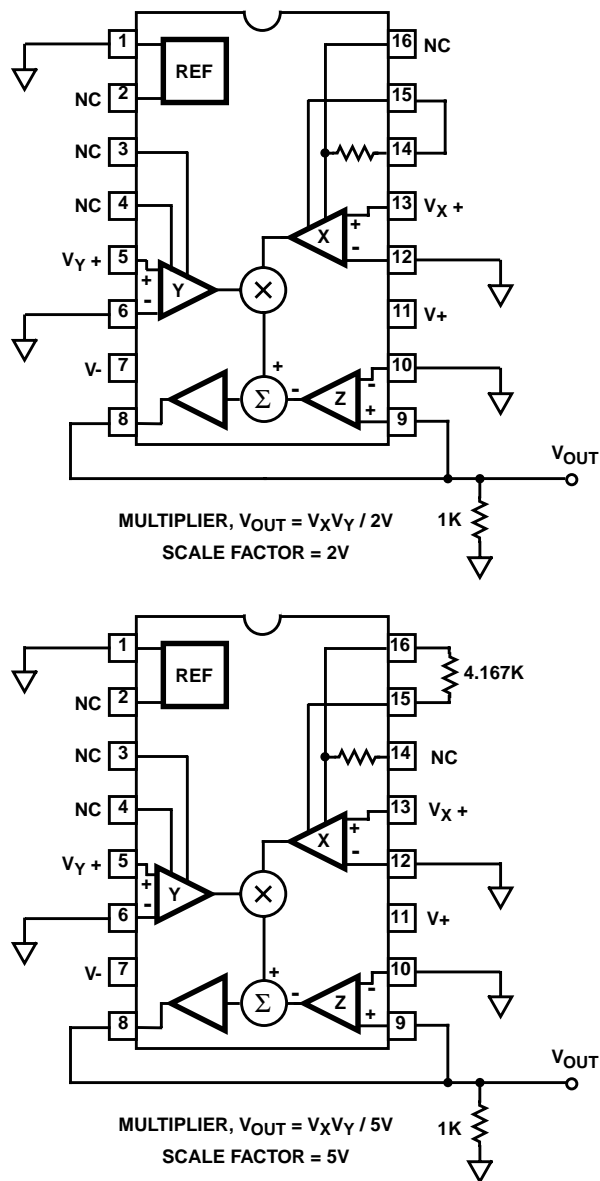 1
16
NC
REF
NC
2
15
NC
3
14
NC
4
13
VX +
X
+
-
VY +
5
12
+
-
Y
×
6
11
V+
V-
7
+
10
Σ
-
Z
-
+
8
9
VOUT
MULTIPLIER, VOUT = VXVY / 2V
1K
SCALE FACTOR = 2V
1
16
REF
4.167K
NC
2
15
NC
3
14
NC
NC
4
13
VX +
X
+
-
VY +
5
12
+
-
Y
×
6
11
V+
V-
7
+
10
Σ
-
Z
-
+
8
9
VOUT
MULTIPLIER, VOUT = VXVY / 5V
1K
SCALE FACTOR = 5V